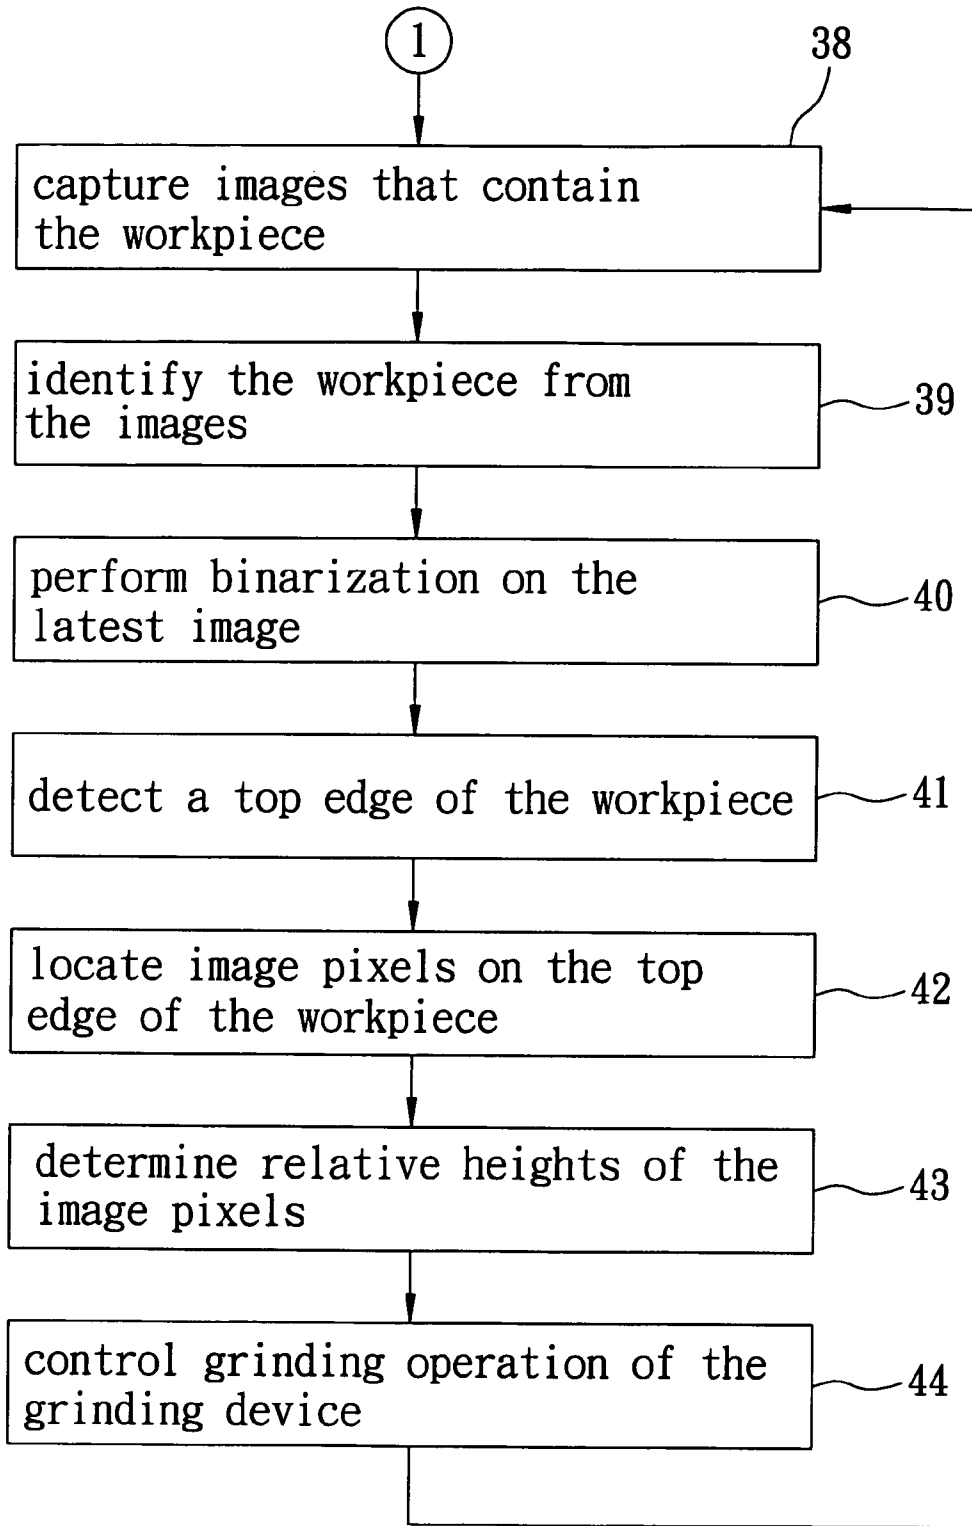 1
38
capture images that contain
the workpiece
identify the workpiece from
the images
39
perform binarization on the
latest image
40
detect a top edge of the workpiece
41
locate image pixels on the top
edge of the workpiece
42
determine relative heights of the
image pixels
43
control grinding operation of the
grinding device
44